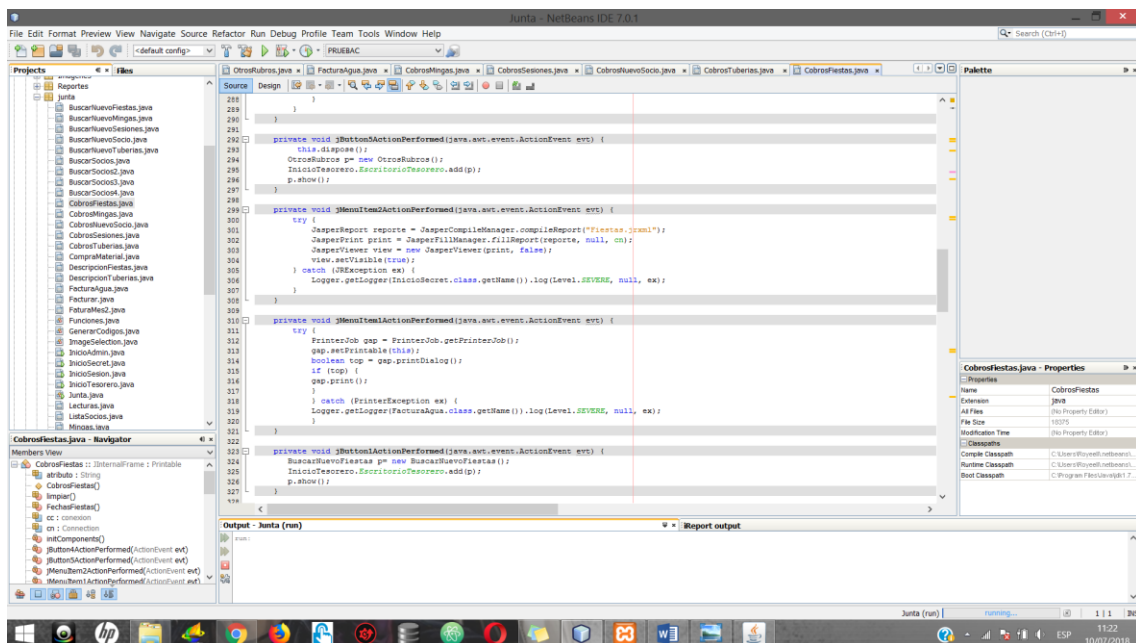 Junta - NetBeans IDE 7.0.1
File Edit Format Preview View Navigate Source Refactor Run Debug Profile Team Tools Window Help
Search (Ctrl+I)
<default config>
PRUEBAC
Projects
Files
Reportes
junta
BuscarNuevoFiestas.java
BuscarNuevoMingas.java
BuscarNuevoSesiones.java
BuscarNuevoSocio.java
BuscarNuevoTuberias.java
BuscarSocios.java
BuscarSocios2.java
BuscarSocios3.java
BuscarSocios4.java
CobrosFiestas.java
CobrosMingas.java
CobrosNuevoSocio.java
CobrosSesiones.java
CobrosTuberias.java
CompraMaterial.java
DescripcionFiestas.java
DescripcionTuberias.java
FacturaAgua.java
Facturar.java
FaturaMes2.java
Funciones.java
GenerarCodigos.java
ImageSelection.java
InicioAdmin.java
InicioSecret.java
InicioSesion.java
InicioTesorero.java
Junta.java
Lecturas.java
ListaSocios.java
Mingas.java
CobrosFiestas.java - Navigator
Members View
CobrosFiestas :: JInternalFrame : Printable
atributo : String
CobrosFiestas()
limpiar()
FechasFiestas()
cc : conexion
cn : Connection
initComponents()
jButton4ActionPerformed(ActionEvent evt)
jButton5ActionPerformed(ActionEvent evt)
jMenuItem2ActionPerformed(ActionEvent evt)
jMenuItem1ActionPerformed(ActionEvent evt)
OtrosRubros.java
FacturaAgua.java
CobrosMingas.java
CobrosSesiones.java
CobrosNuevoSocio.java
CobrosTuberias.java
CobrosFiestas.java
Source
Design
288 }
289 }
290 }
291
292 private void jButton5ActionPerformed(java.awt.event.ActionEvent evt) {
293 this.dispose();
294 OtrosRubros p= new OtrosRubros();
295 InicioTesorero.EscritorioTesorero.add(p);
296 p.show();
297 }
298
299 private void jMenuItem2ActionPerformed(java.awt.event.ActionEvent evt) {
300 try {
301 JasperReport reporte = JasperCompileManager.compileReport("Fiestas.jrxml");
302 JasperPrint print = JasperFillManager.fillReport(reporte, null, cn);
303 JasperViewer view = new JasperViewer(print, false);
304 view.setVisible(true);
305 } catch (JRException ex) {
306 Logger.getLogger(InicioSecret.class.getName()).log(Level.SEVERE, null, ex);
307 }
308 }
309
310 private void jMenuItem1ActionPerformed(java.awt.event.ActionEvent evt) {
311 try {
312 PrinterJob gap = PrinterJob.getPrinterJob();
313 gap.setPrintable(this);
314 boolean top = gap.printDialog();
315 if (top) {
316 gap.print();
317 }
318 } catch (PrinterException ex) {
319 Logger.getLogger(FacturaAgua.class.getName()).log(Level.SEVERE, null, ex);
320 }
321 }
322
323 private void jButton1ActionPerformed(java.awt.event.ActionEvent evt) {
324 BuscarNuevoFiestas p= new BuscarNuevoFiestas();
325 InicioTesorero.EscritorioTesorero.add(p);
326 p.show();
327 }
Palette
CobrosFiestas.java - Properties
Properties
Name CobrosFiestas
Extension java
All Files (No Property Editor)
File Size 18375
Modification Time (No Property Editor)
Classpaths
Compile Classpath C:\Users\Royeell\.netbeans\...
Runtime Classpath C:\Users\Royeell\.netbeans\...
Boot Classpath C:\Program Files\Java\jdk1.7...
Output - Junta (run)
iReport output
run:
Junta (run)
running...
1 | 1
INS
ESP
11:22
10/07/2018